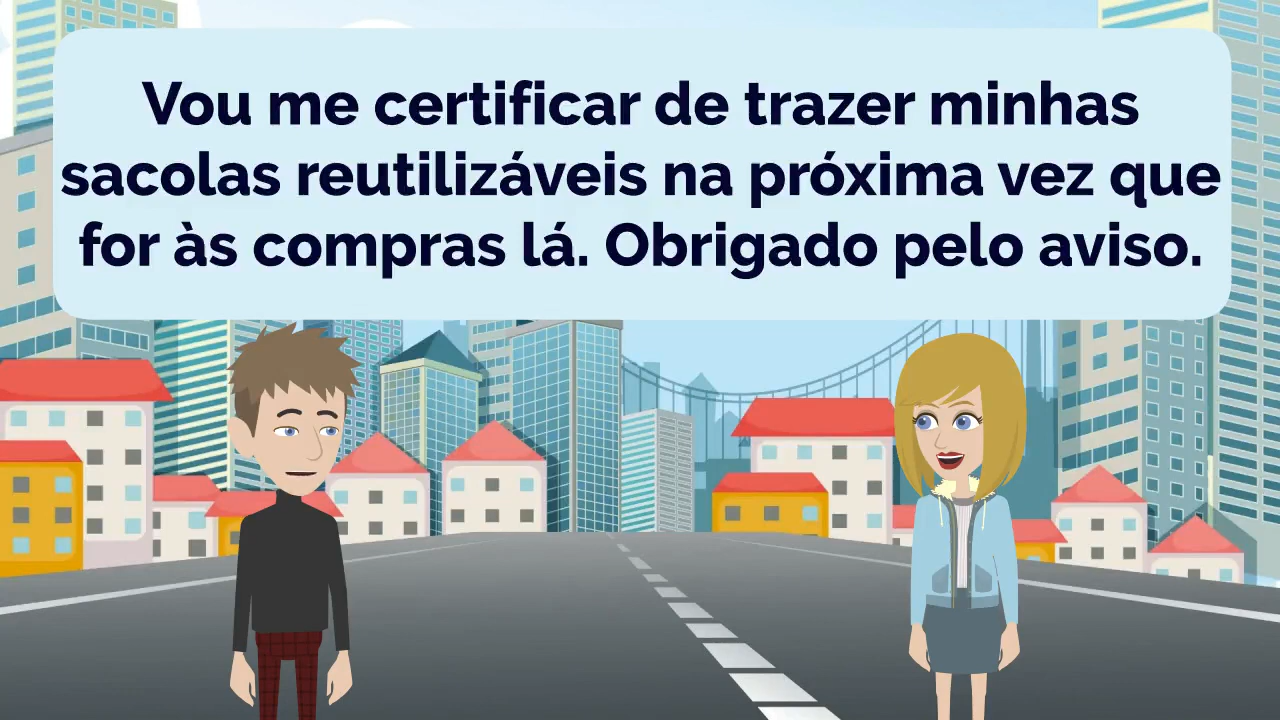 Vou me certificar de trazer minhas
sacolas reutilizáveis na próxima vez que
for às compras lá. Obrigado pelo aviso.